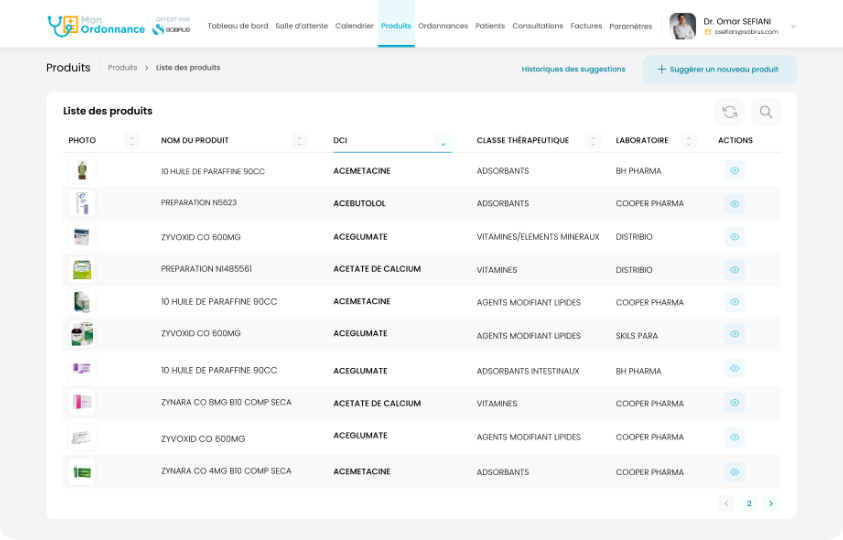 Mon
Ordonnance
OFFERT PAR
SOBRUS
Tableau de bord Salle d'attente Calendrier Produits Ordonnances Patients Consultations Factures Paramètres
Dr. Omar SEFIANI
osefiani@sobrus.com
Produits Produits > Liste des produits
Historiques des suggestions
+ Suggérer un nouveau produit
Liste des produits
PHOTO NOM DU PRODUIT DCI CLASSE THÉRAPEUTIQUE LABORATOIRE ACTIONS
10 HUILE DE PARAFFINE 90CC ACEMETACINE ADSORBANTS BH PHARMA
PREPARATION N5623 ACEBUTOLOL ADSORBANTS COOPER PHARMA
ZYVOXID CO 600MG ACEGLUMATE VITAMINES/ELEMENTS MINERAUX DISTRIBIO
PREPARATION N1485561 ACETATE DE CALCIUM VITAMINES DISTRIBIO
10 HUILE DE PARAFFINE 90CC ACEMETACINE AGENTS MODIFIANT LIPIDES COOPER PHARMA
ZYVOXID CO 600MG ACEGLUMATE AGENTS MODIFIANT LIPIDES SKILS PARA
10 HUILE DE PARAFFINE 90CC ACEGLUMATE ADSORBANTS INTESTINAUX BH PHARMA
ZYNARA CO 8MG B10 COMP SECA ACETATE DE CALCIUM VITAMINES COOPER PHARMA
ZYVOXID CO 600MG ACEGLUMATE AGENTS MODIFIANT LIPIDES COOPER PHARMA
ZYNARA CO 4MG B10 COMP SECA ACEMETACINE ADSORBANTS COOPER PHARMA
< 2 >